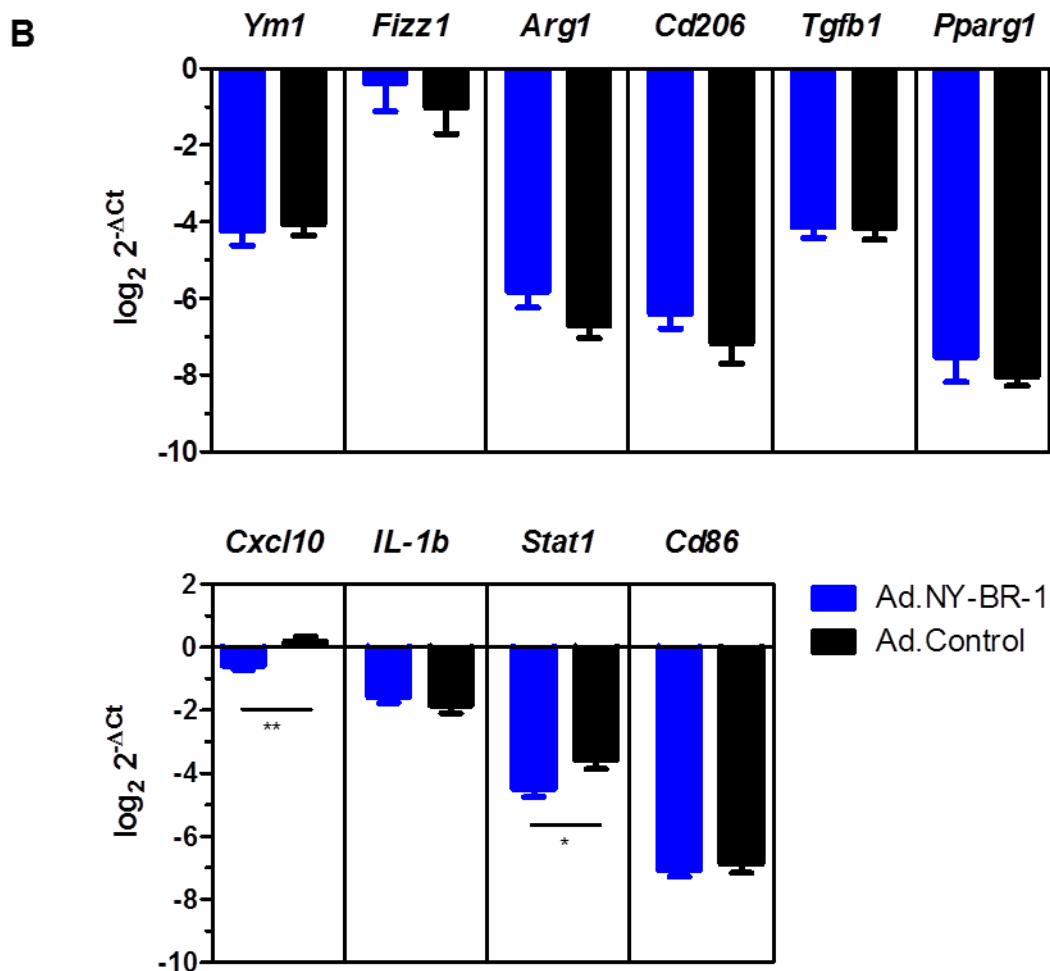 B
Ym1 Fizz1 Arg1 Cd206 Tgfb1 Pparg1
0
-2
-4
-6
-8
-10
log2 2-ΔCt
Cxcl10 IL-1b Stat1 Cd86
2
0
-2
-4
-6
-8
-10
log2 2-ΔCt
**
*
Ad.NY-BR-1
Ad.Control